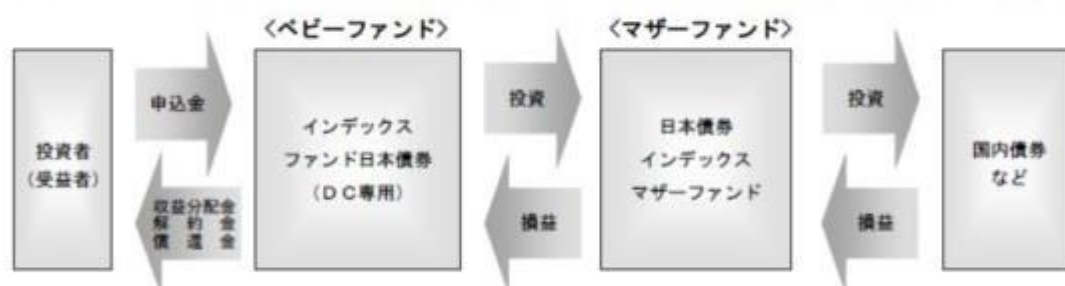 〈ベビーファンド〉
〈マザーファンド〉
投資者
(受益者)
申込金
収益分配金
解約金
償還金
インデックス
ファンド日本債券
(DC専用)
投資
損益
日本債券
インデックス
マザーファンド
投資
損益
国内債券
など